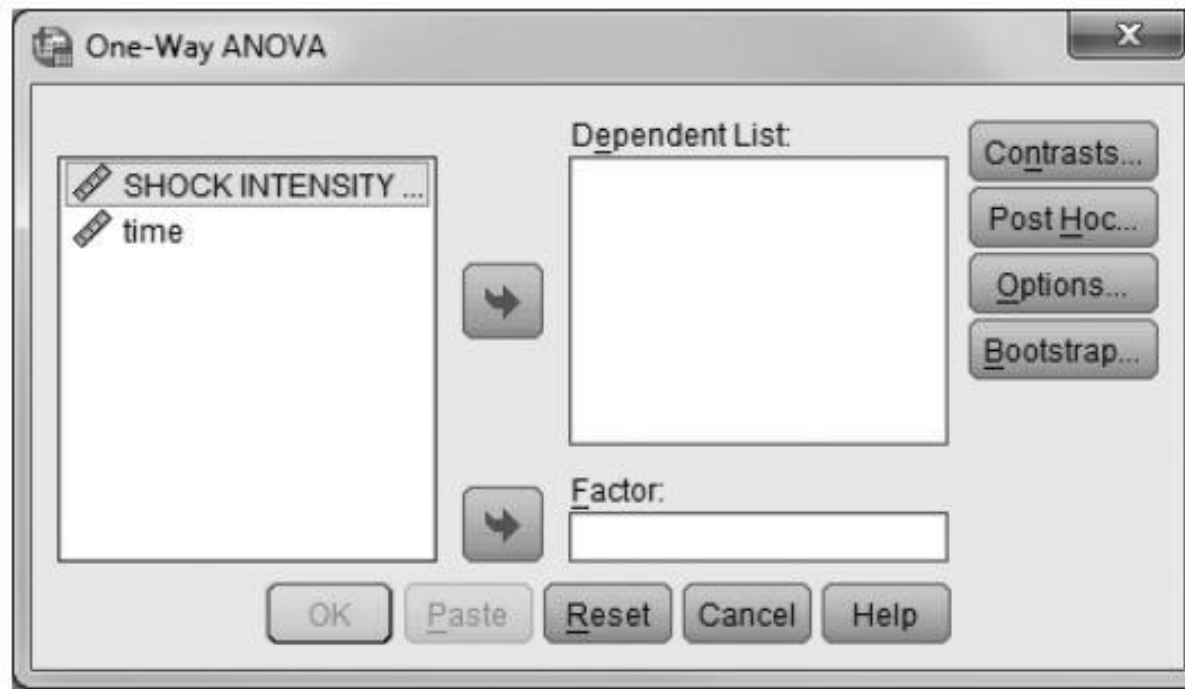 One-Way ANOVA
SHOCK INTENSITY ...
time
Dependent List:
Factor:
Contrasts...
Post Hoc...
Options...
Bootstrap...
OK
Paste
Reset
Cancel
Help